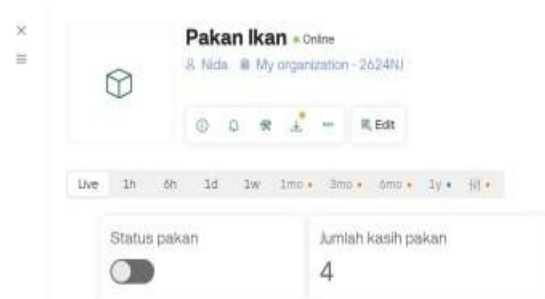 Pakan Ikan • Online
Nida My organization - 2624NJ
Edit
Live 1h 6h 1d 1w 1mo • 3mo • 6mo • 1y •
Status pakan Jumlah kasih pakan
4